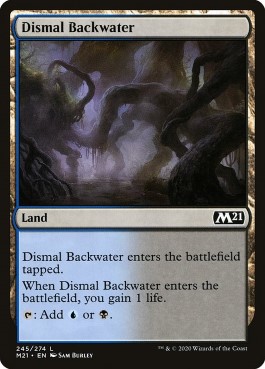 Dismal Backwater
Land
M21
Dismal Backwater enters the battlefield
tapped.
When Dismal Backwater enters the
battlefield, you gain 1 life.
: Add or .
245/274 L
M21 • EN SAM BURLEY
™ & © 2020 Wizards of the Coast